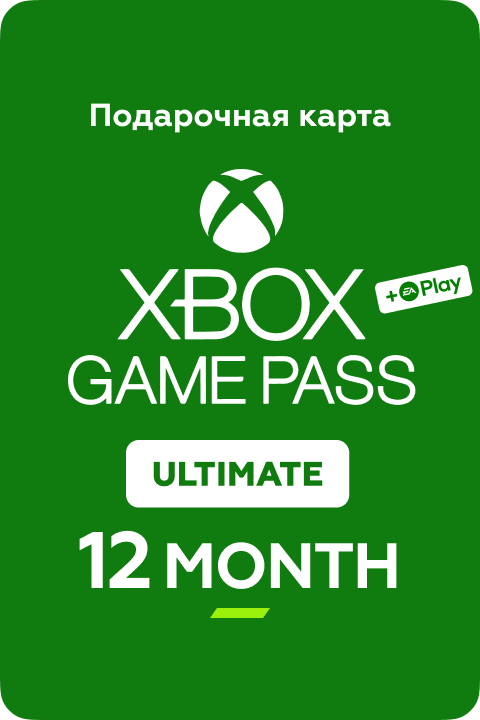 Подарочная карта
XBOX
+ EA Play
GAME PASS
ULTIMATE
12 MONTH